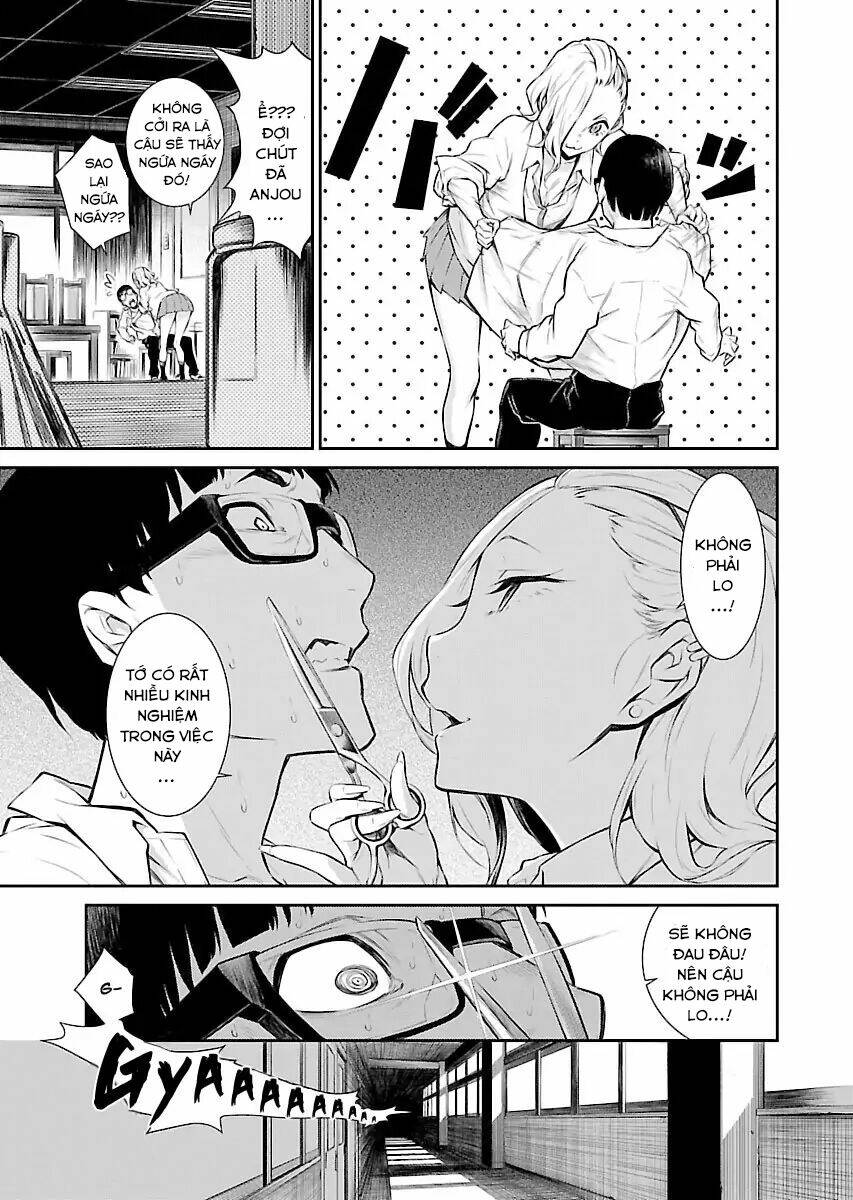 Ể???
ĐỢI
CHÚT
ĐÃ
ANJOU
...
KHÔNG
CỞI RA LÀ
CẬU SẼ THẤY
NGỨA NGÁY
ĐÓ!
SAO
LẠI
NGỨA
NGÁY??
KHÔNG
PHẢI
LO
...!
TỚ CÓ RẤT
NHIỀU KINH
NGHIỆM
TRONG VIỆC
NÀY
...
SẼ KHÔNG
ĐAU ĐÂU!
NÊN CẬU
KHÔNG PHẢI
LO...!
G-
GYAAAAAAAAAA